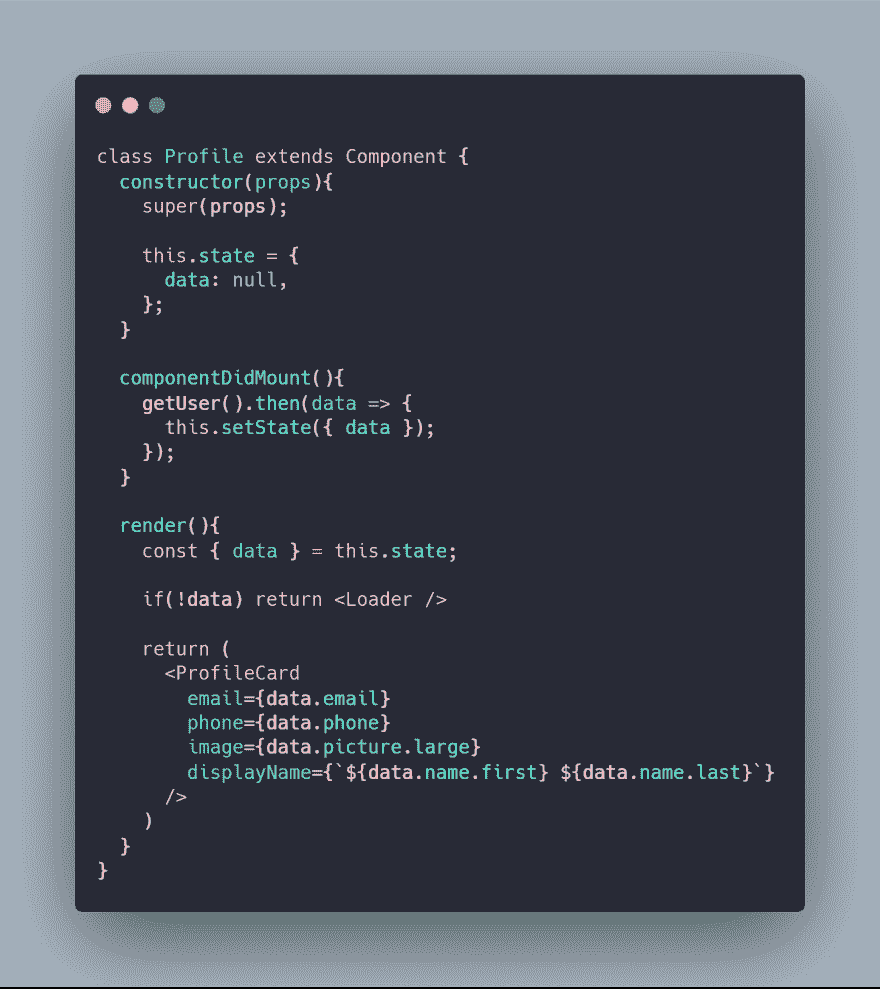 class Profile extends Component {
  constructor(props){
    super(props);

    this.state = {
      data: null,
    };
  }

  componentDidMount(){
    getUser().then(data => {
      this.setState({ data });
    });
  }

  render(){
    const { data } = this.state;

    if(!data) return <Loader />

    return (
      <ProfileCard
        email={data.email}
        phone={data.phone}
        image={data.picture.large}
        displayName={`${data.name.first} ${data.name.last}`}
      />
    )
  }
}